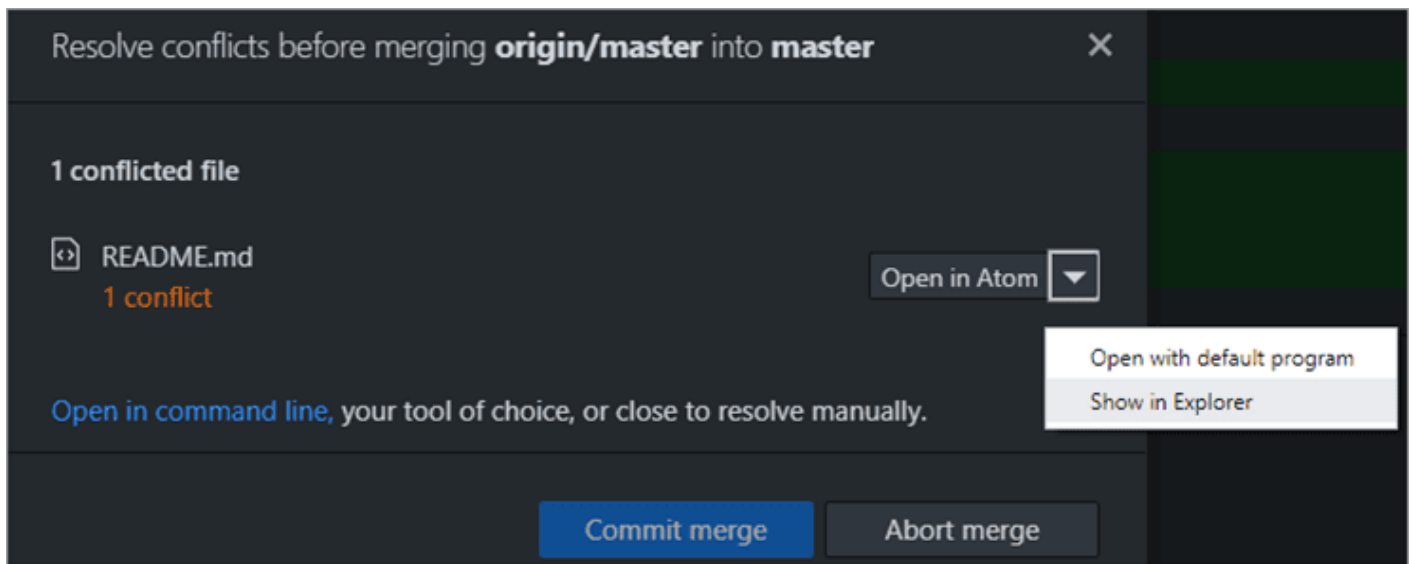 Resolve conflicts before merging origin/master into master
1 conflicted file
README.md
1 conflict
Open in Atom
Open with default program
Show in Explorer
Open in command line, your tool of choice, or close to resolve manually.
Commit merge
Abort merge